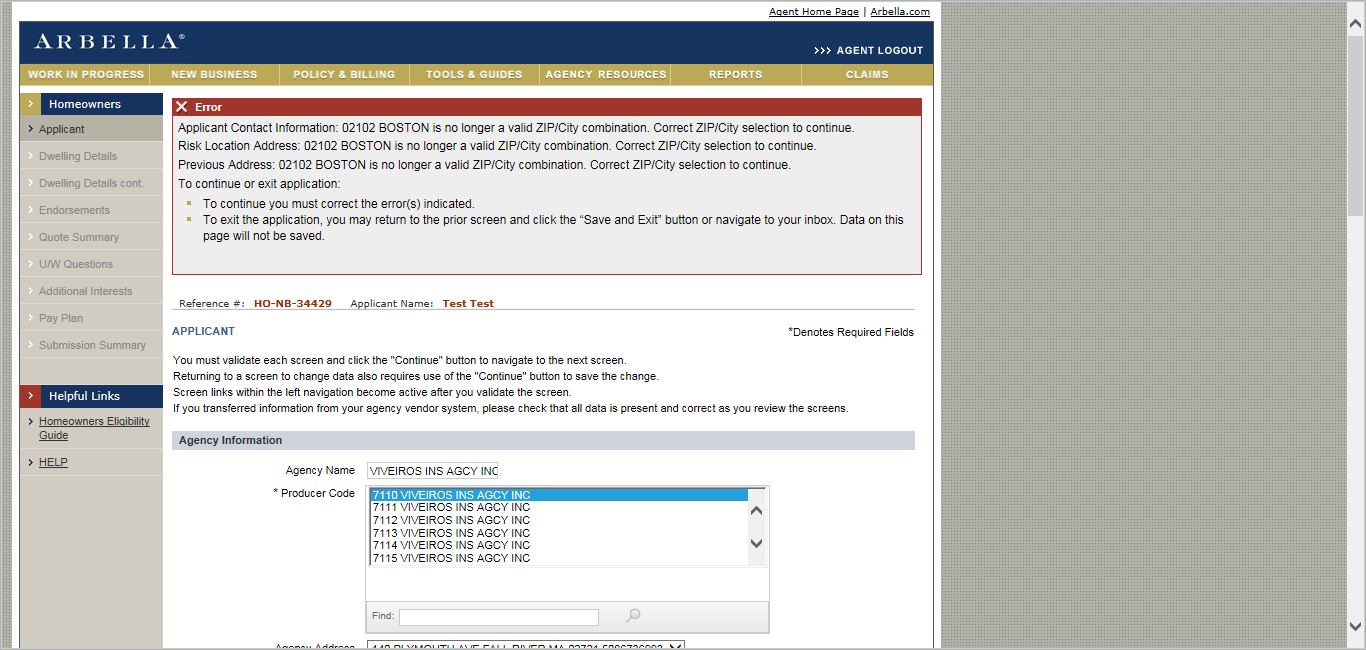 Agent Home Page | Arbella.com
ARBELLA®
>>> AGENT LOGOUT
WORK IN PROGRESS NEW BUSINESS POLICY & BILLING TOOLS & GUIDES AGENCY RESOURCES REPORTS CLAIMS
Homeowners
Applicant
Dwelling Details
Dwelling Details cont.
Endorsements
Quote Summary
U/W Questions
Additional Interests
Pay Plan
Submission Summary
Helpful Links
Homeowners Eligibility
Guide
HELP
Error
Applicant Contact Information: 02102 BOSTON is no longer a valid ZIP/City combination. Correct ZIP/City selection to continue.
Risk Location Address: 02102 BOSTON is no longer a valid ZIP/City combination. Correct ZIP/City selection to continue.
Previous Address: 02102 BOSTON is no longer a valid ZIP/City combination. Correct ZIP/City selection to continue.
To continue or exit application:
To continue you must correct the error(s) indicated.
To exit the application, you may return to the prior screen and click the “Save and Exit” button or navigate to your inbox. Data on this
page will not be saved.
Reference #: HO-NB-34429 Applicant Name: Test Test
APPLICANT
*Denotes Required Fields
You must validate each screen and click the "Continue" button to navigate to the next screen.
Returning to a screen to change data also requires use of the "Continue" button to save the change.
Screen links within the left navigation become active after you validate the screen.
If you transferred information from your agency vendor system, please check that all data is present and correct as you review the screens.
Agency Information
Agency Name VIVEIROS INS AGCY INC
* Producer Code
7110 VIVEIROS INS AGCY INC
7111 VIVEIROS INS AGCY INC
7112 VIVEIROS INS AGCY INC
7113 VIVEIROS INS AGCY INC
7114 VIVEIROS INS AGCY INC
7115 VIVEIROS INS AGCY INC
Find:
Agency Address PLYMOUTH AVE FALL RIVER MA